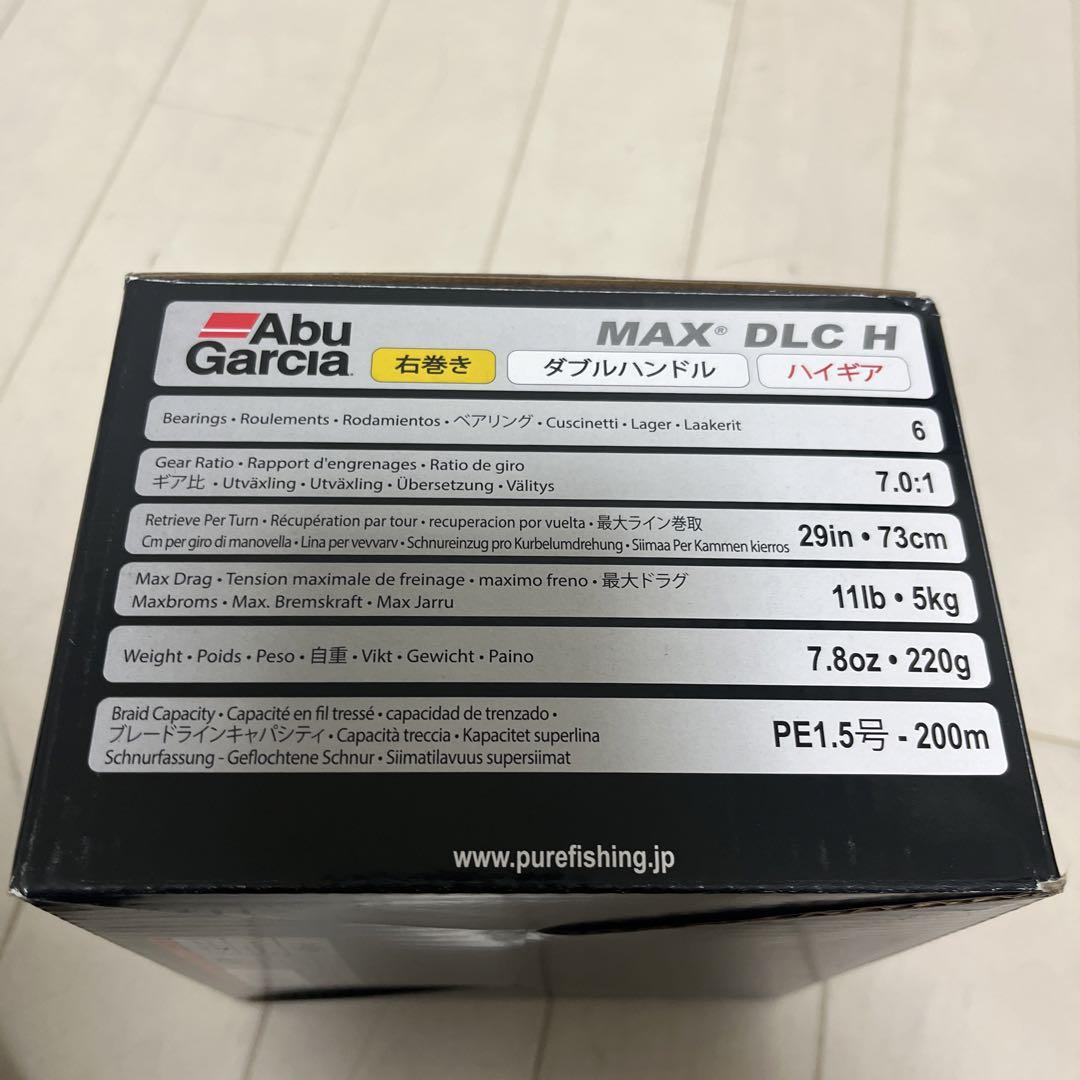 Abu
Garcia
MAX® DLC H
右巻き
ダブルハンドル
ハイギア
Bearings • Roulements • Rodamientos • ベアリング • Cuscinetti • Lager • Laakerit
6
Gear Ratio • Rapport d'engrenages • Ratio de giro
ギア比 • Utväxling • Utväxling • Übersetzung • Välitys
7.0:1
Retrieve Per Turn • Récupération par tour • recuperacion por vuelta • 最大ライン巻取
Cm per giro di manovella • Lina per vevvarv • Schnureinzug pro Kurbelumdrehung • Siimaa Per Kammen kierros
29in • 73cm
Max Drag • Tension maximale de freinage • maximo freno • 最大ドラグ
Maxbroms • Max. Bremskraft • Max Jarru
11lb • 5kg
Weight • Poids • Peso • 自重 • Vikt • Gewicht • Paino
7.8oz • 220g
Braid Capacity • Capacité en fil tressé • capacidad de trenzado •
ブレードラインキャパシティ • Capacità treccia • Kapacitet superlina
Schnurfassung - Geflochtene Schnur • Siimatilavuus supersiimat
PE1.5号 - 200m
www.purefishing.jp